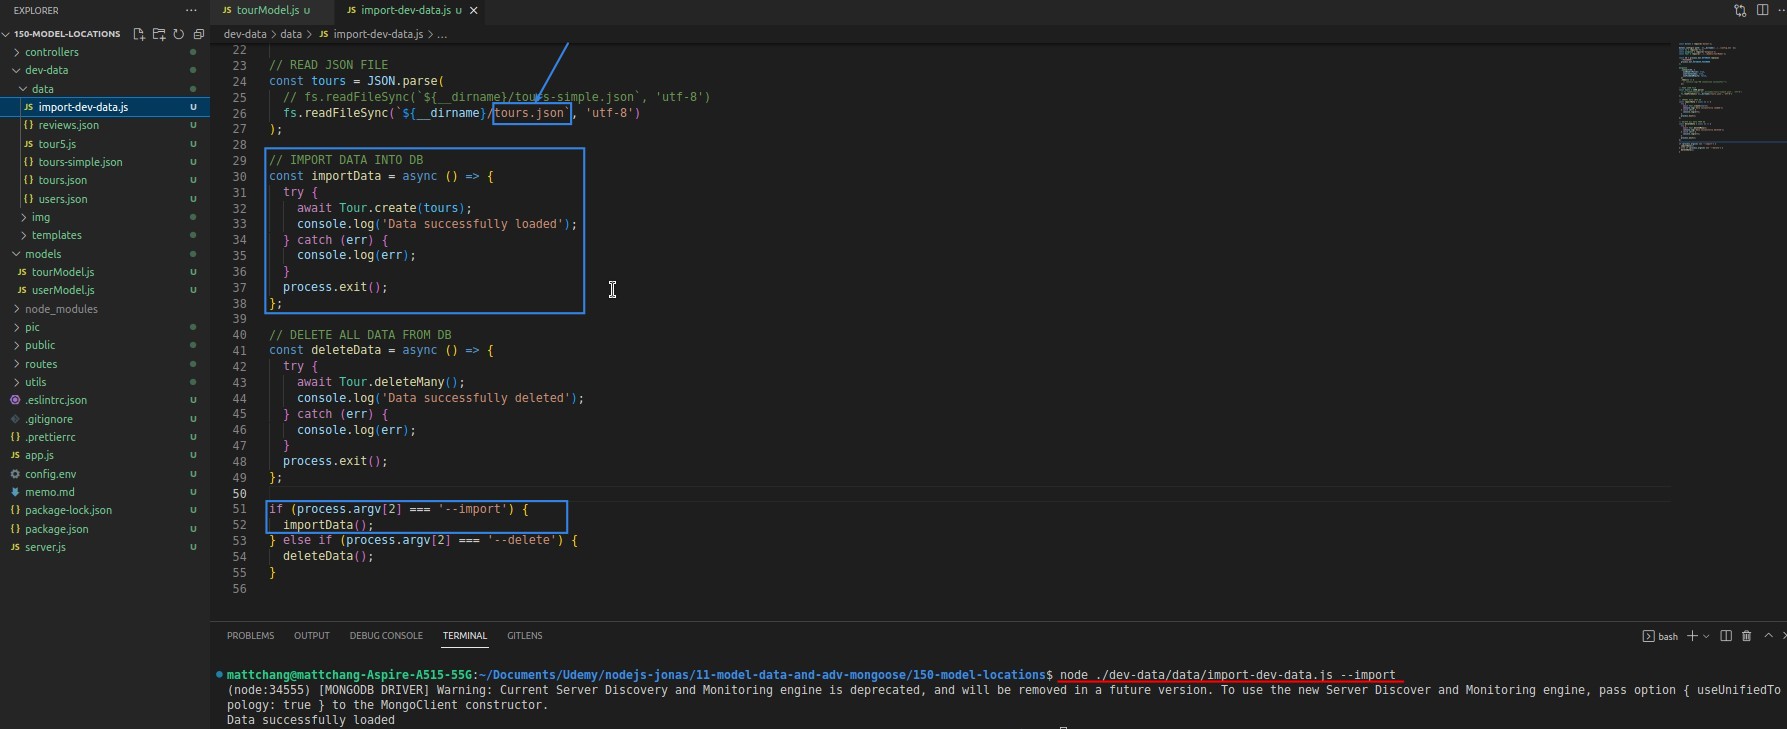 EXPLORER
150-MODEL-LOCATIONS
controllers
dev-data
data
JS import-dev-data.js U
{} reviews.json U
JS tour5.js U
{} tours-simple.json U
{} tours.json U
{} users.json U
img
templates
models
JS tourModel.js U
JS userModel.js U
node_modules
pic
public
routes
utils
.eslintrc.json U
.gitignore U
{} .prettierrc U
JS app.js U
config.env U
memo.md U
{} package-lock.json U
{} package.json U
JS server.js U
JS tourModel.js U JS import-dev-data.js U
dev-data > data > JS import-dev-data.js > ...
22
23 // READ JSON FILE
24 const tours = JSON.parse(
25 // fs.readFileSync(`${__dirname}/tours-simple.json`, 'utf-8')
26 fs.readFileSync(`${__dirname}/tours.json`, 'utf-8')
27 );
28
29 // IMPORT DATA INTO DB
30 const importData = async () => {
31 try {
32 await Tour.create(tours);
33 console.log('Data successfully loaded');
34 } catch (err) {
35 console.log(err);
36 }
37 process.exit();
38 };
39
40 // DELETE ALL DATA FROM DB
41 const deleteData = async () => {
42 try {
43 await Tour.deleteMany();
44 console.log('Data successfully deleted');
45 } catch (err) {
46 console.log(err);
47 }
48 process.exit();
49 };
50
51 if (process.argv[2] === '--import') {
52 importData();
53 } else if (process.argv[2] === '--delete') {
54 deleteData();
55 }
56
PROBLEMS OUTPUT DEBUG CONSOLE TERMINAL GITLENS bash
mattchang@mattchang-Aspire-A515-55G:~/Documents/Udemy/nodejs-jonas/11-model-data-and-adv-mongoose/150-model-locations$ node ./dev-data/data/import-dev-data.js --import
(node:34555) [MONGODB DRIVER] Warning: Current Server Discovery and Monitoring engine is deprecated, and will be removed in a future version. To use the new Server Discover and Monitoring engine, pass option { useUnifiedTo
pology: true } to the MongoClient constructor.
Data successfully loaded